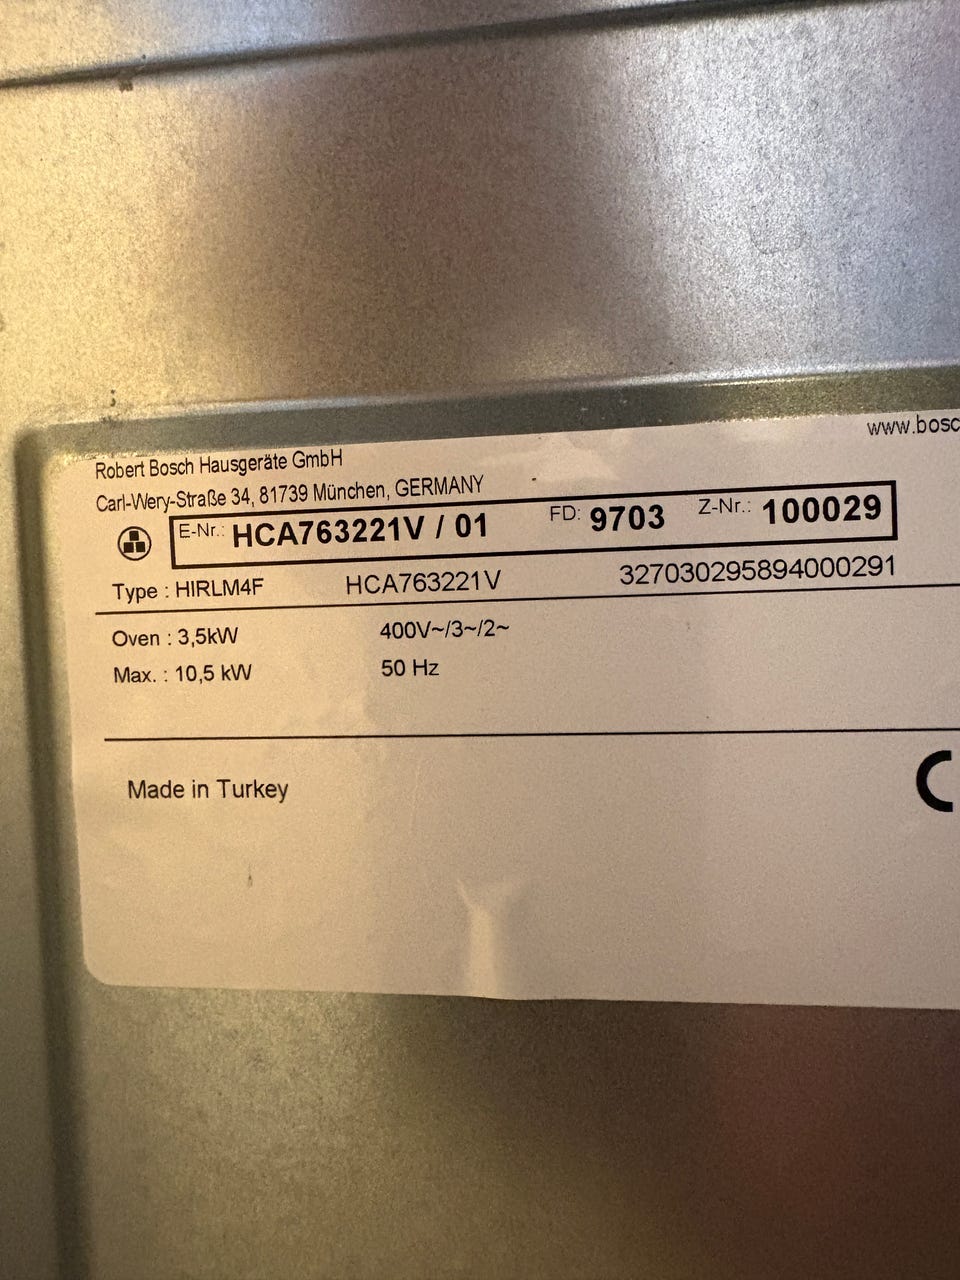 www.bosc
Robert Bosch Hausgeräte GmbH
Carl-Wery-Straße 34, 81739 München, GERMANY
E-Nr.: HCA763221V / 01 FD: 9703 Z-Nr.: 100029
Type : HIRLM4F HCA763221V 327030295894000291
Oven : 3,5kW 400V~/3~/2~
Max. : 10,5 kW 50 Hz
Made in Turkey
C